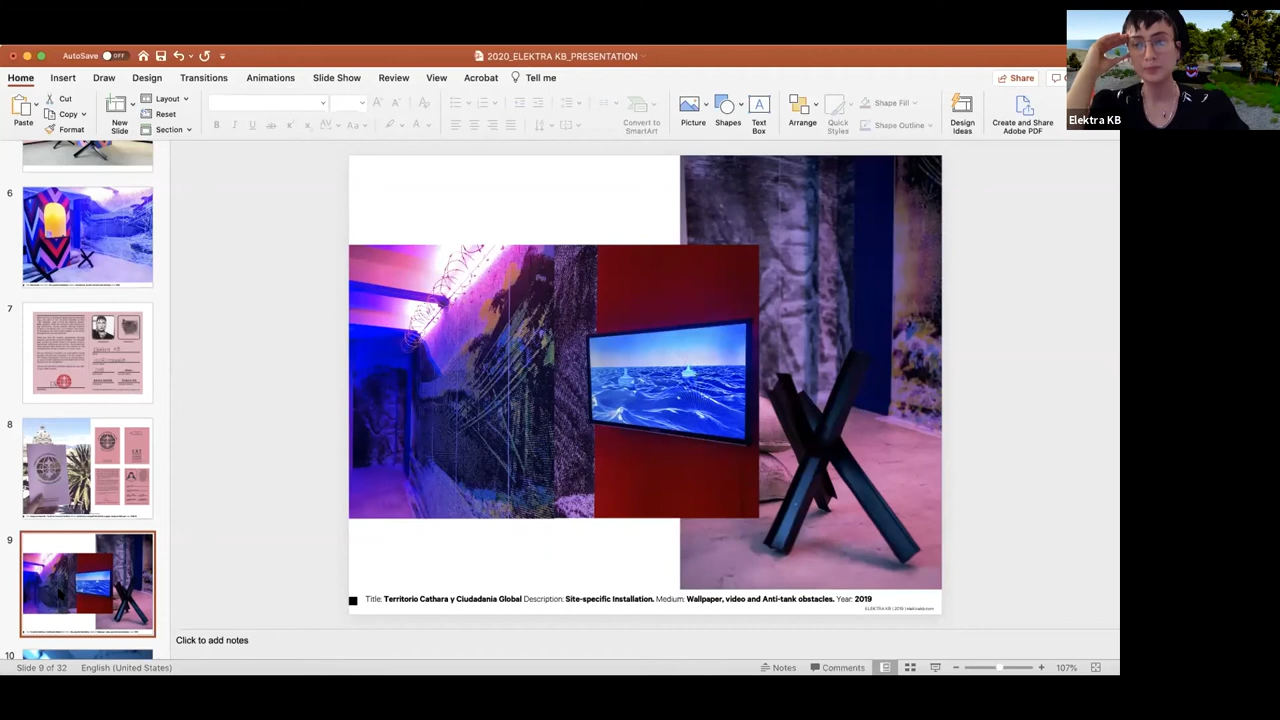 AutoSave OFF
2020_ELEKTRA KB_PRESENTATION
Home Insert Draw Design Transitions Animations Slide Show Review View Acrobat Tell me Share
Paste
Cut
Copy
Format
New Slide
Layout
Reset
Section
B I U
Convert to SmartArt
Picture
Shapes
Text Box
Arrange
Quick Styles
Shape Fill
Shape Outline
Design Ideas
Create and Share Adobe PDF
Elektra KB
6
7
8
9
10
Title: Territorio Cathara y Ciudadania Global Description: Site-specific Installation. Medium: Wallpaper, video and Anti-tank obstacles. Year: 2019
Click to add notes
Slide 9 of 32 English (United States) Notes Comments 107%